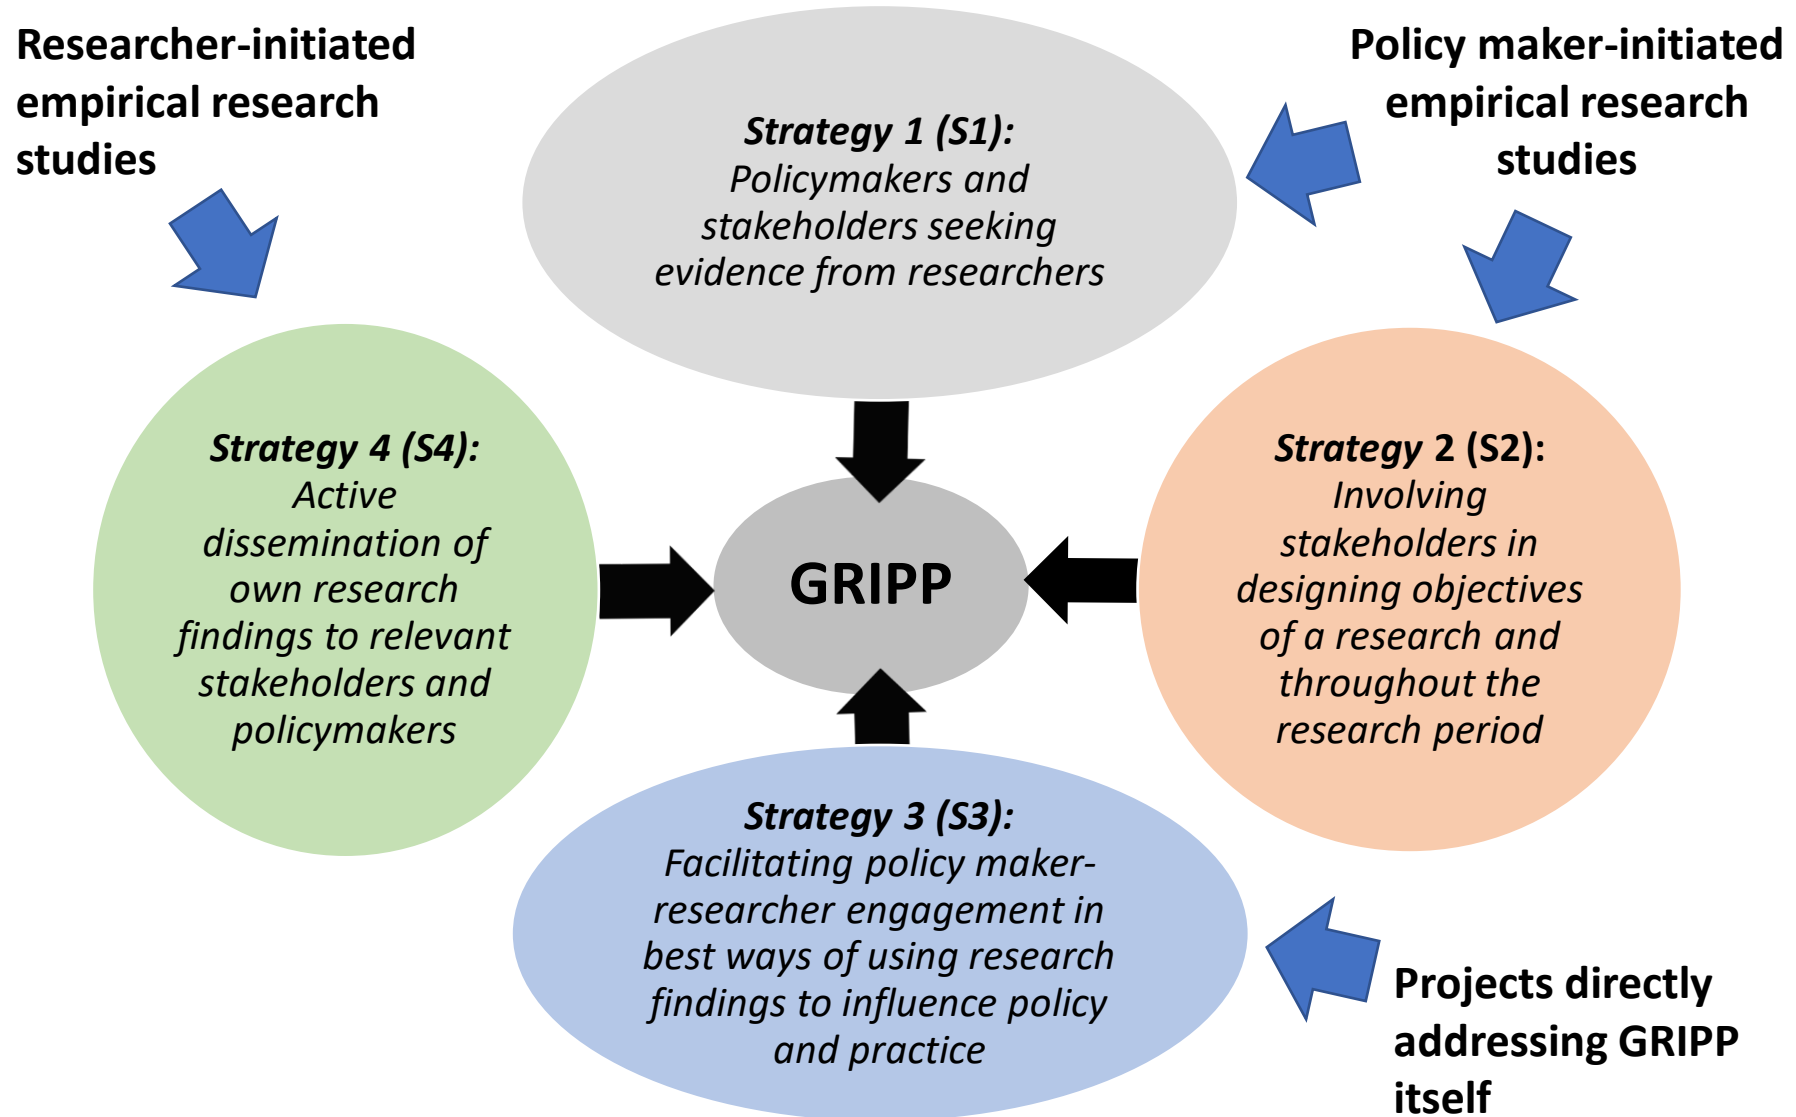 Researcher-initiated
empirical research
studies
Policy maker-initiated
empirical research
studies
Strategy 1 (S1):
Policymakers and
stakeholders seeking
evidence from researchers
Strategy 4 (S4):
Active
dissemination of
own research
findings to relevant
stakeholders and
policymakers
GRIPP
Strategy 2 (S2):
Involving
stakeholders in
designing objectives
of a research and
throughout the
research period
Strategy 3 (S3):
Facilitating policy maker-
researcher engagement in
best ways of using research
findings to influence policy
and practice
Projects directly
addressing GRIPP
itself